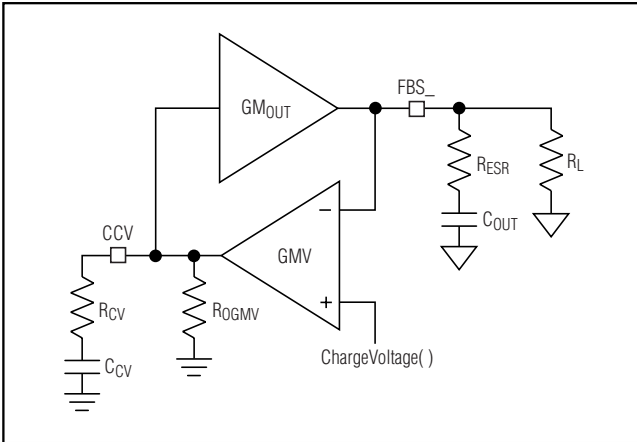 GMOUT
FBS_
RESR
RL
COUT
CCV
GMV
−
+
ROGMV
RCV
CCV
ChargeVoltage( )